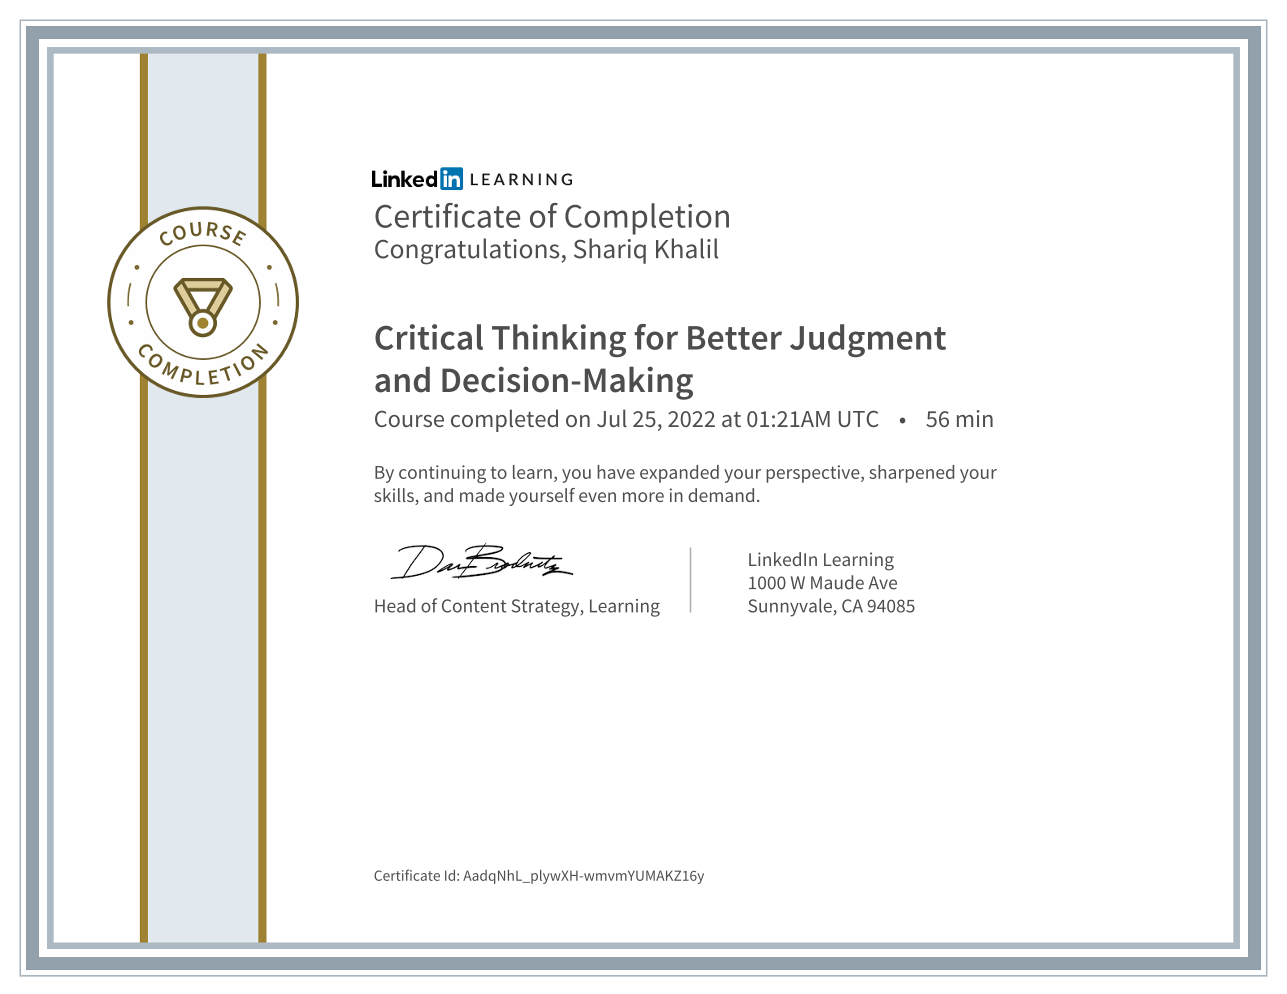 Linked in LEARNING
Certificate of Completion
Congratulations, Shariq Khalil
COURSE
COMPLETION
Critical Thinking for Better Judgment
and Decision-Making
Course completed on Jul 25, 2022 at 01:21AM UTC • 56 min
By continuing to learn, you have expanded your perspective, sharpened your
skills, and made yourself even more in demand.
Dan Brodnitz
Head of Content Strategy, Learning
LinkedIn Learning
1000 W Maude Ave
Sunnyvale, CA 94085
Certificate Id: AadqNhL_plywXH-wmvmYUMAKZ16y